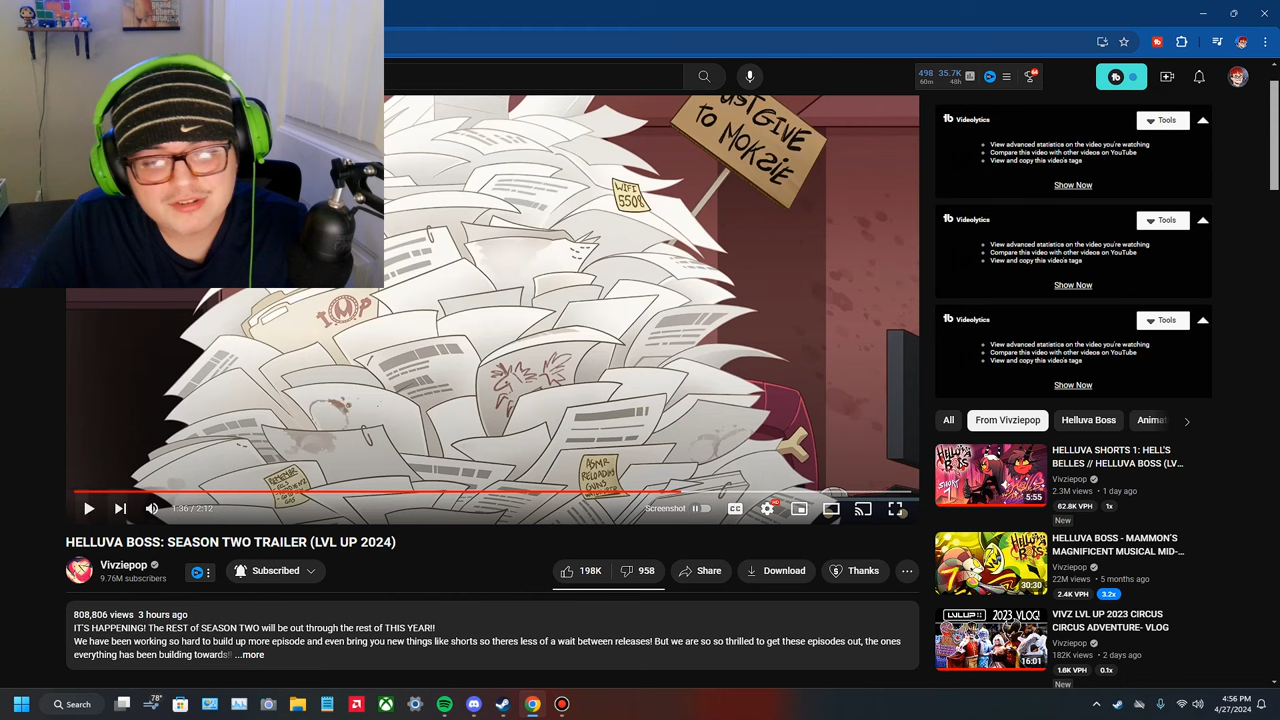 498 35.7K
60m 48h
JUST GIVE
to MOXZIE
WIFI
5508
IMP
ASMR
RELOADING
GUNS
1:36 / 2:12
Screenshot
CC
HD
HELLUVA BOSS: SEASON TWO TRAILER (LVL UP 2024)
Vivziepop
9.76M subscribers
Subscribed
198K
958
Share
Download
Thanks
808,806 views 3 hours ago
IT'S HAPPENING! The REST of SEASON TWO will be out through the rest of THIS YEAR!!
We have been working so hard to build up more episode and even bring you new things like shorts so theres less of a wait between releases! But we are so so thrilled to get these episodes out, the ones
everything has been building towards!! ...more
Videolytics
Tools
View advanced statistics on the video you're watching
Compare this video with other videos on YouTube
View and copy this video's tags
Show Now
Videolytics
Tools
View advanced statistics on the video you're watching
Compare this video with other videos on YouTube
View and copy this video's tags
Show Now
Videolytics
Tools
View advanced statistics on the video you're watching
Compare this video with other videos on YouTube
View and copy this video's tags
Show Now
All
From Vivziepop
Helluva Boss
Animat
HELLUVA SHORTS 1: HELL'S
BELLES // HELLUVA BOSS (LV...
Vivziepop
2.3M views • 1 day ago
62.8K VPH 1x
New
5:55
HELLUVA BOSS - MAMMON'S
MAGNIFICENT MUSICAL MID-...
Vivziepop
22M views • 5 months ago
2.4K VPH 3.2x
30:30
VIVZ LVL UP 2023 CIRCUS
ADVENTURE- VLOG
Vivziepop
182K views • 2 days ago
1.6K VPH 0.1x
New
LVLUP!!
2023 VLOG!
16:01
78°
Search
4:56 PM
4/27/2024